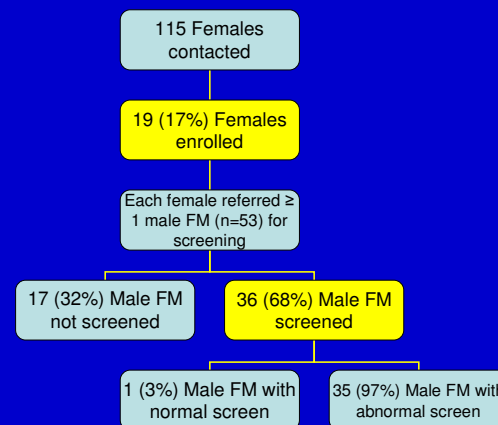 115 Females
contacted
19 (17%) Females
enrolled
Each female referred ≥
1 male FM (n=53) for
screening
17 (32%) Male FM
not screened
36 (68%) Male FM
screened
1 (3%) Male FM with
normal screen
35 (97%) Male FM with
abnormal screen